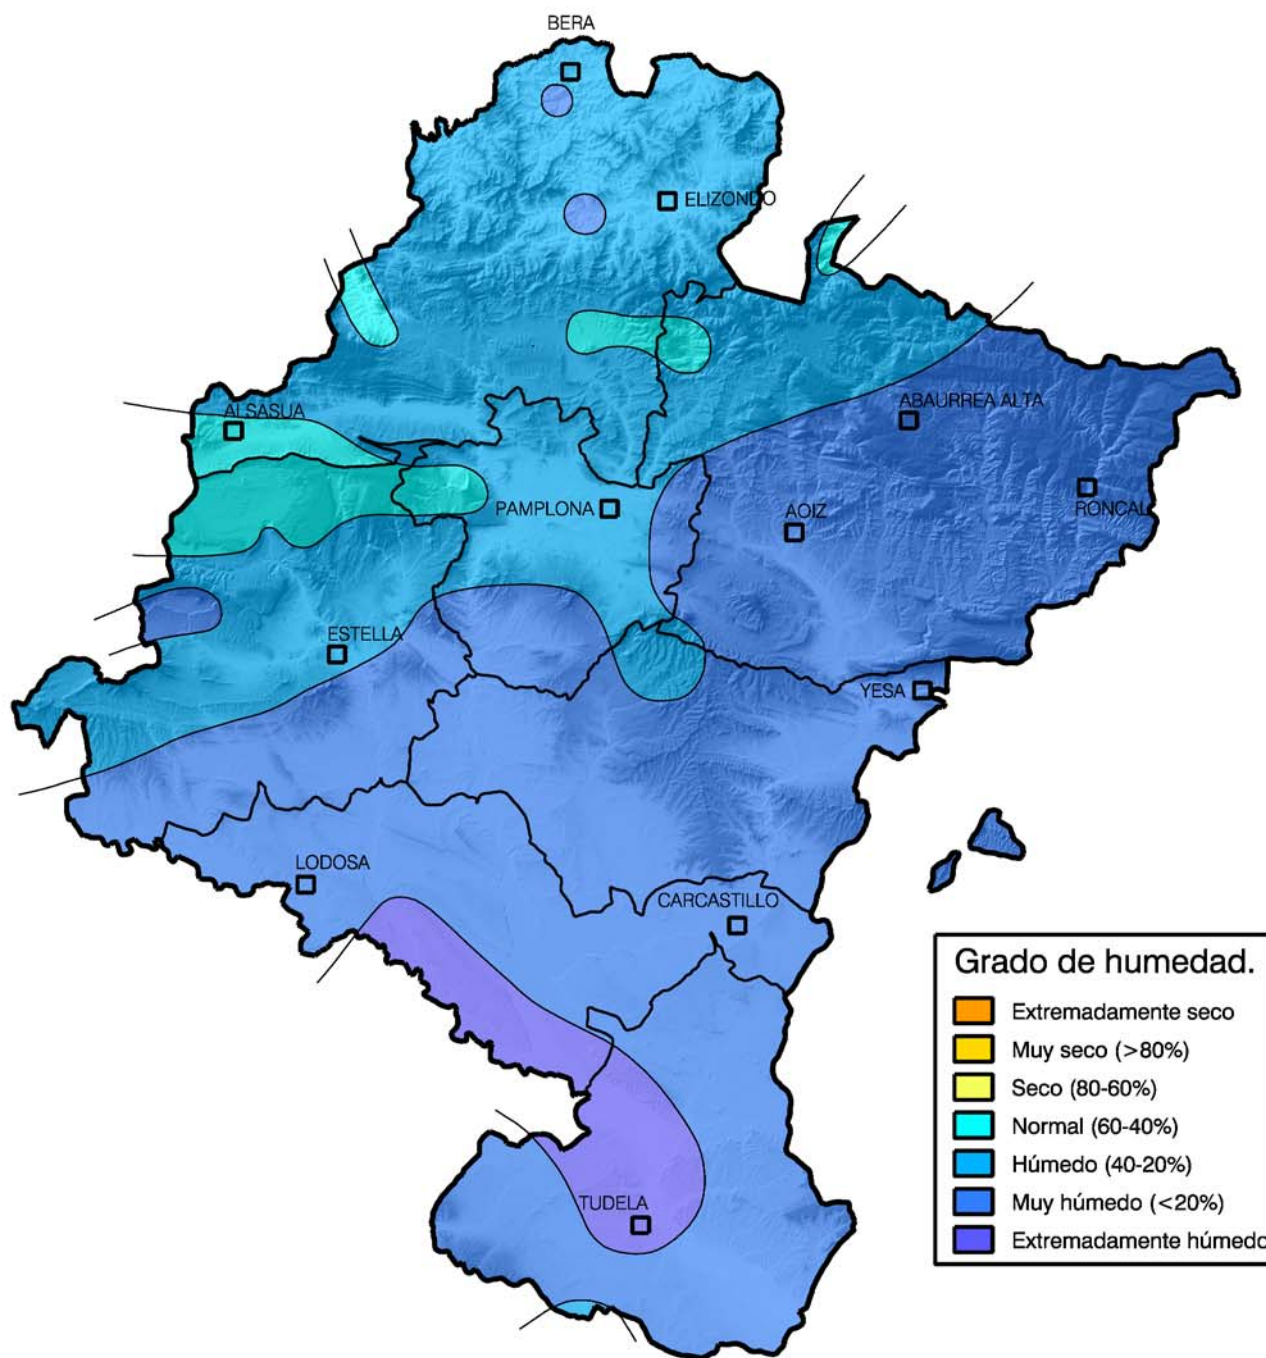 BERA
ELIZONDO
ALSASUA
ABAURREA ALTA
PAMPLONA
AOIZ
RONCAL
ESTELLA
YESA
LODOSA
CARCASTILLO
TUDELA
Grado de humedad.
Extremadamente seco
Muy seco (>80%)
Seco (80-60%)
Normal (60-40%)
Húmedo (40-20%)
Muy húmedo (<20%)
Extremadamente húmedo